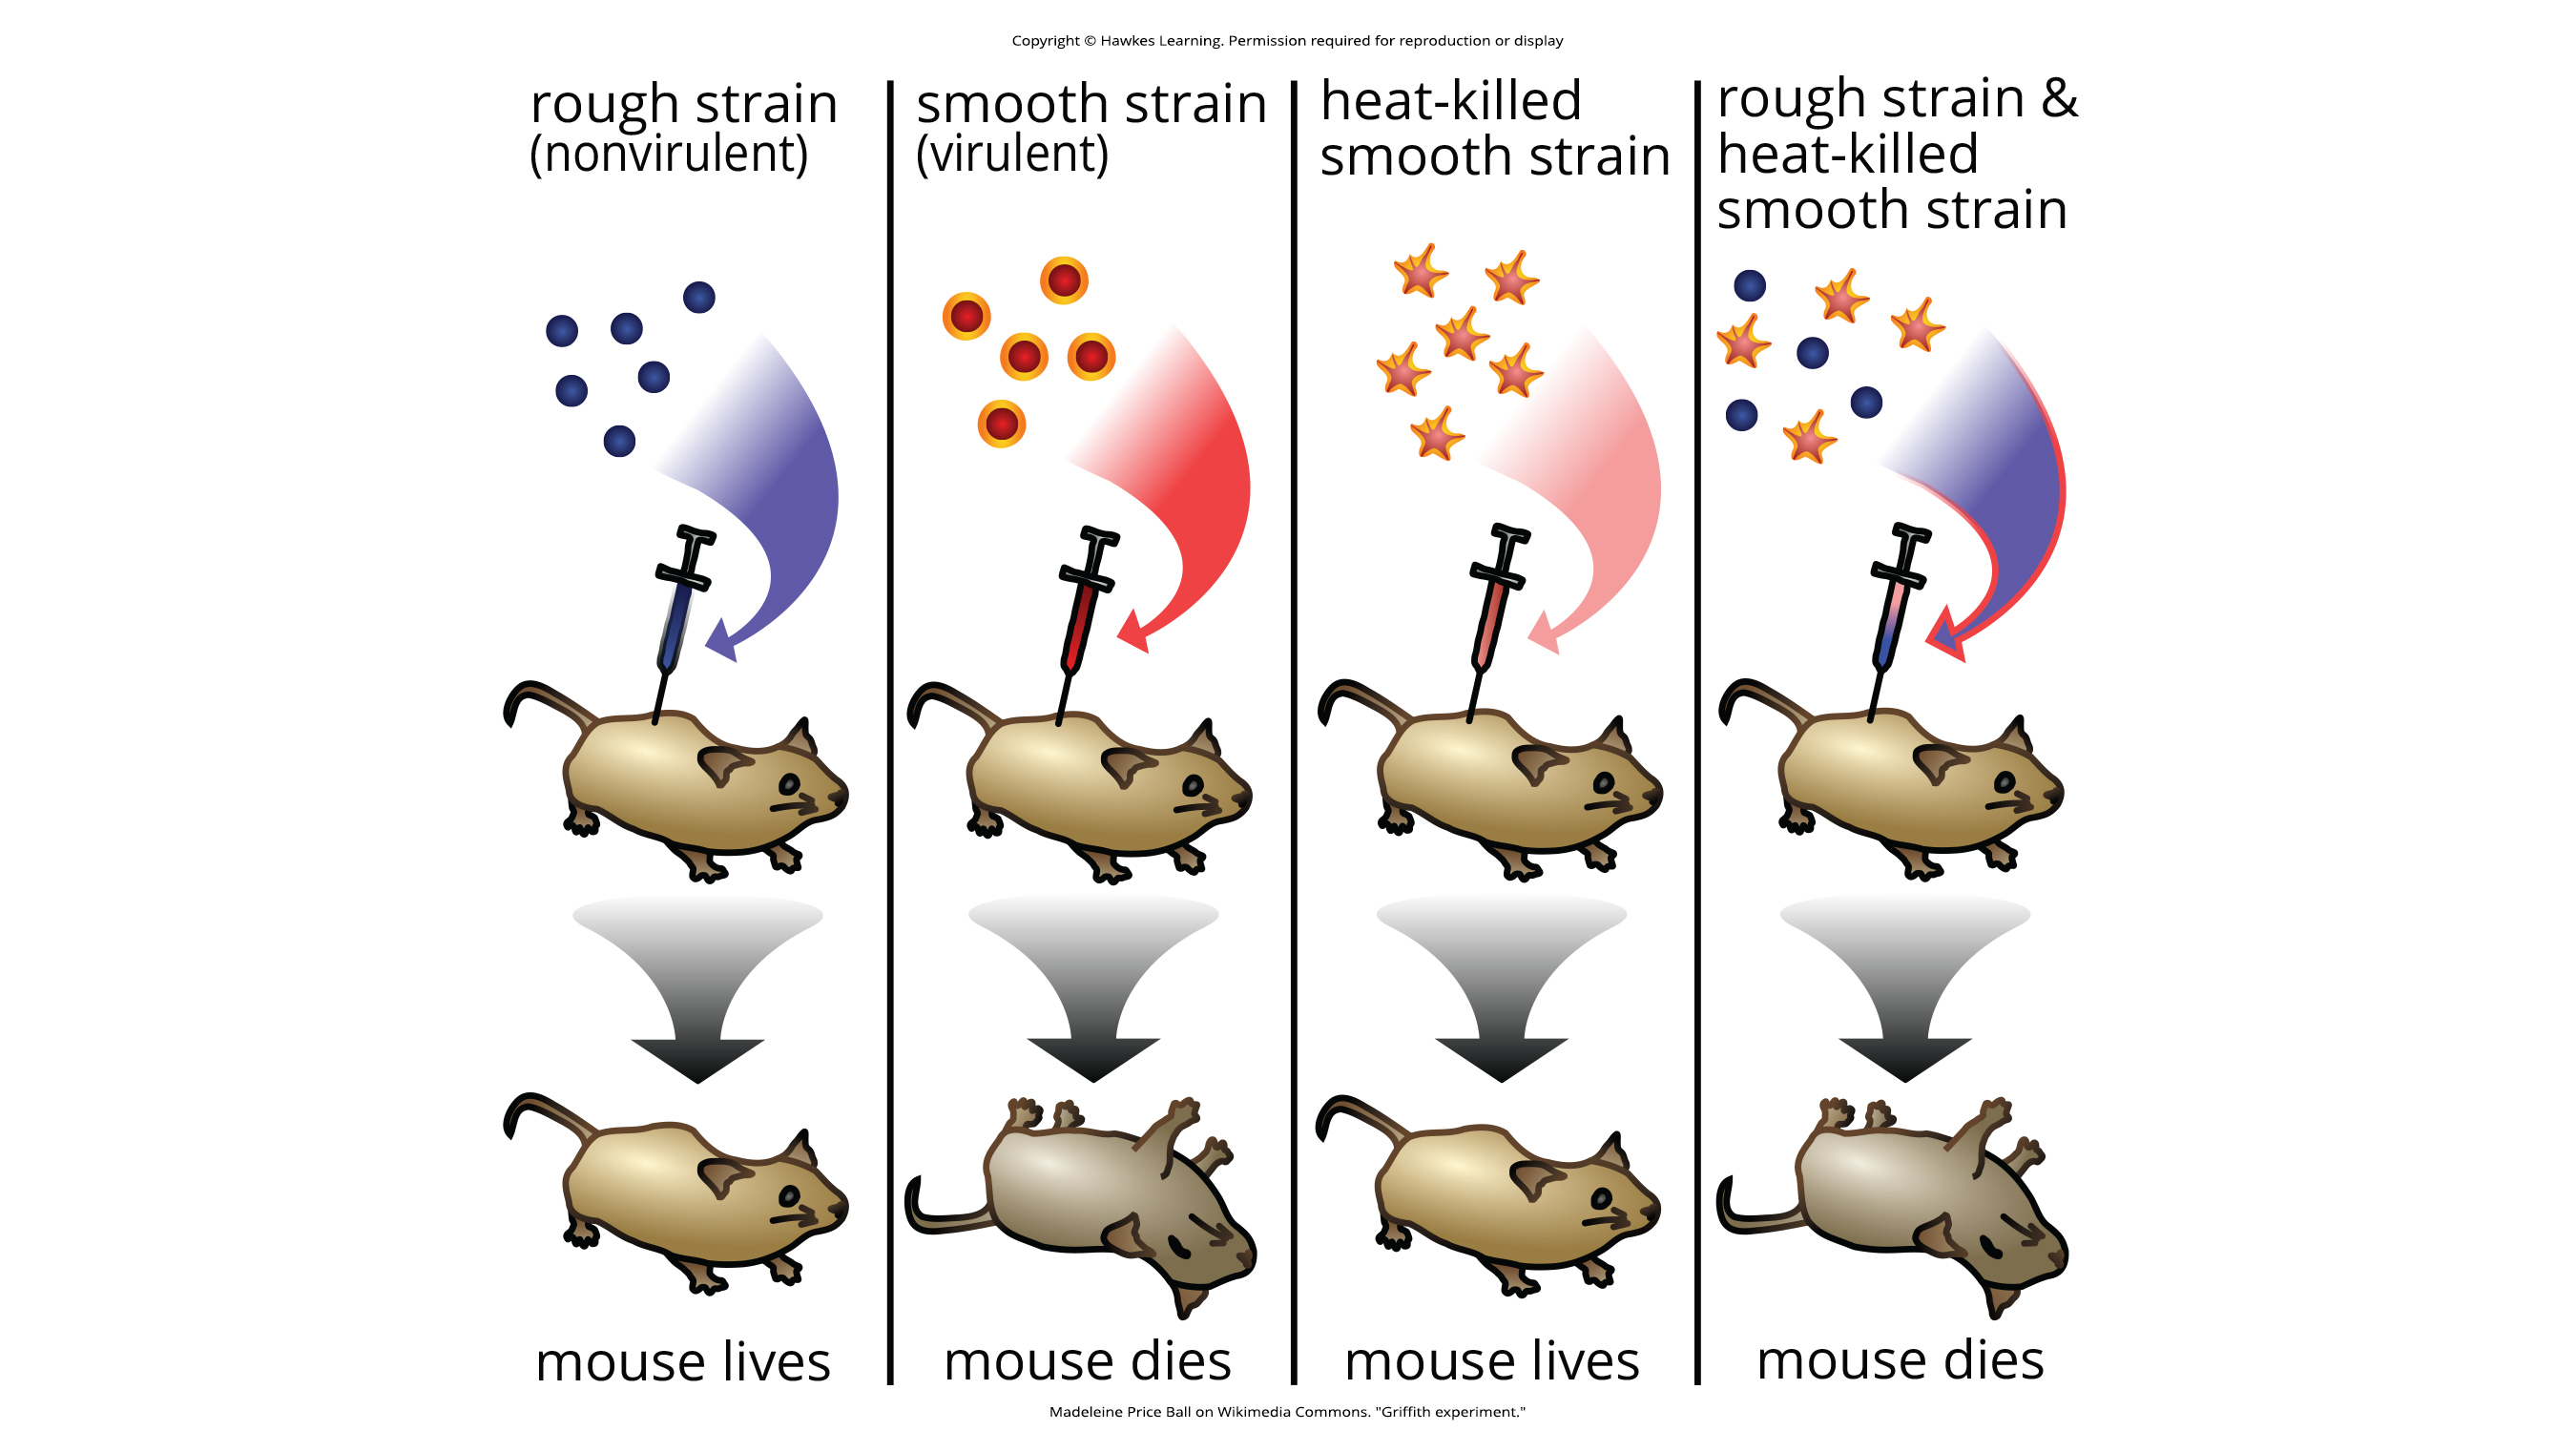 Copyright © Hawkes Learning. Permission required for reproduction or display
rough strain
(nonvirulent)
smooth strain
(virulent)
heat-killed
smooth strain
rough strain &
heat-killed
smooth strain
mouse lives
mouse dies
mouse lives
mouse dies
Madeleine Price Ball on Wikimedia Commons. "Griffith experiment."